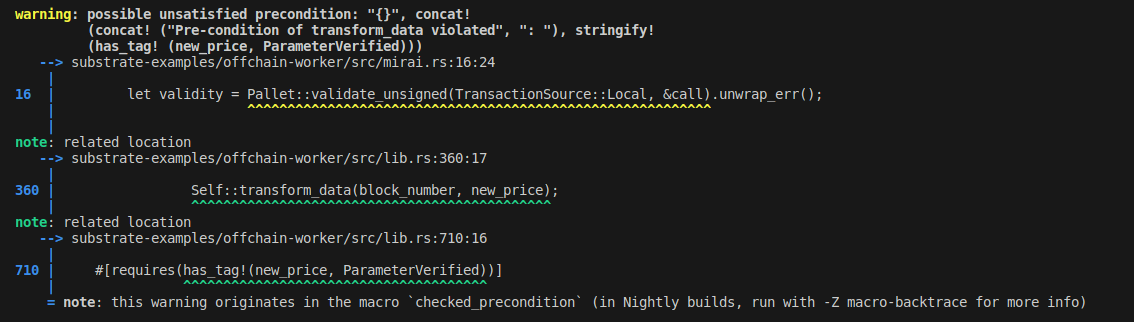 warning: possible unsatisfied precondition: "{}", concat!
         (concat! ("Pre-condition of transform_data violated", ": "), stringify!
         (has_tag! (new_price, ParameterVerified)))
   --> substrate-examples/offchain-worker/src/mirai.rs:16:24
    |
16  |         let validity = Pallet::validate_unsigned(TransactionSource::Local, &call).unwrap_err();
    |                        ^^^^^^^^^^^^^^^^^^^^^^^^^^^^^^^^^^^^^^^^^^^^^^^^^^^^^^^^^^
    |
note: related location
   --> substrate-examples/offchain-worker/src/lib.rs:360:17
    |
360 |                 Self::transform_data(block_number, new_price);
    |                 ^^^^^^^^^^^^^^^^^^^^^^^^^^^^^^^^^^^^^^^^^^^^^
note: related location
   --> substrate-examples/offchain-worker/src/lib.rs:710:16
    |
710 |     #[requires(has_tag!(new_price, ParameterVerified))]
    |                ^^^^^^^^^^^^^^^^^^^^^^^^^^^^^^^^^^^^^^
    = note: this warning originates in the macro `checked_precondition` (in Nightly builds, run with -Z macro-backtrace for more info)